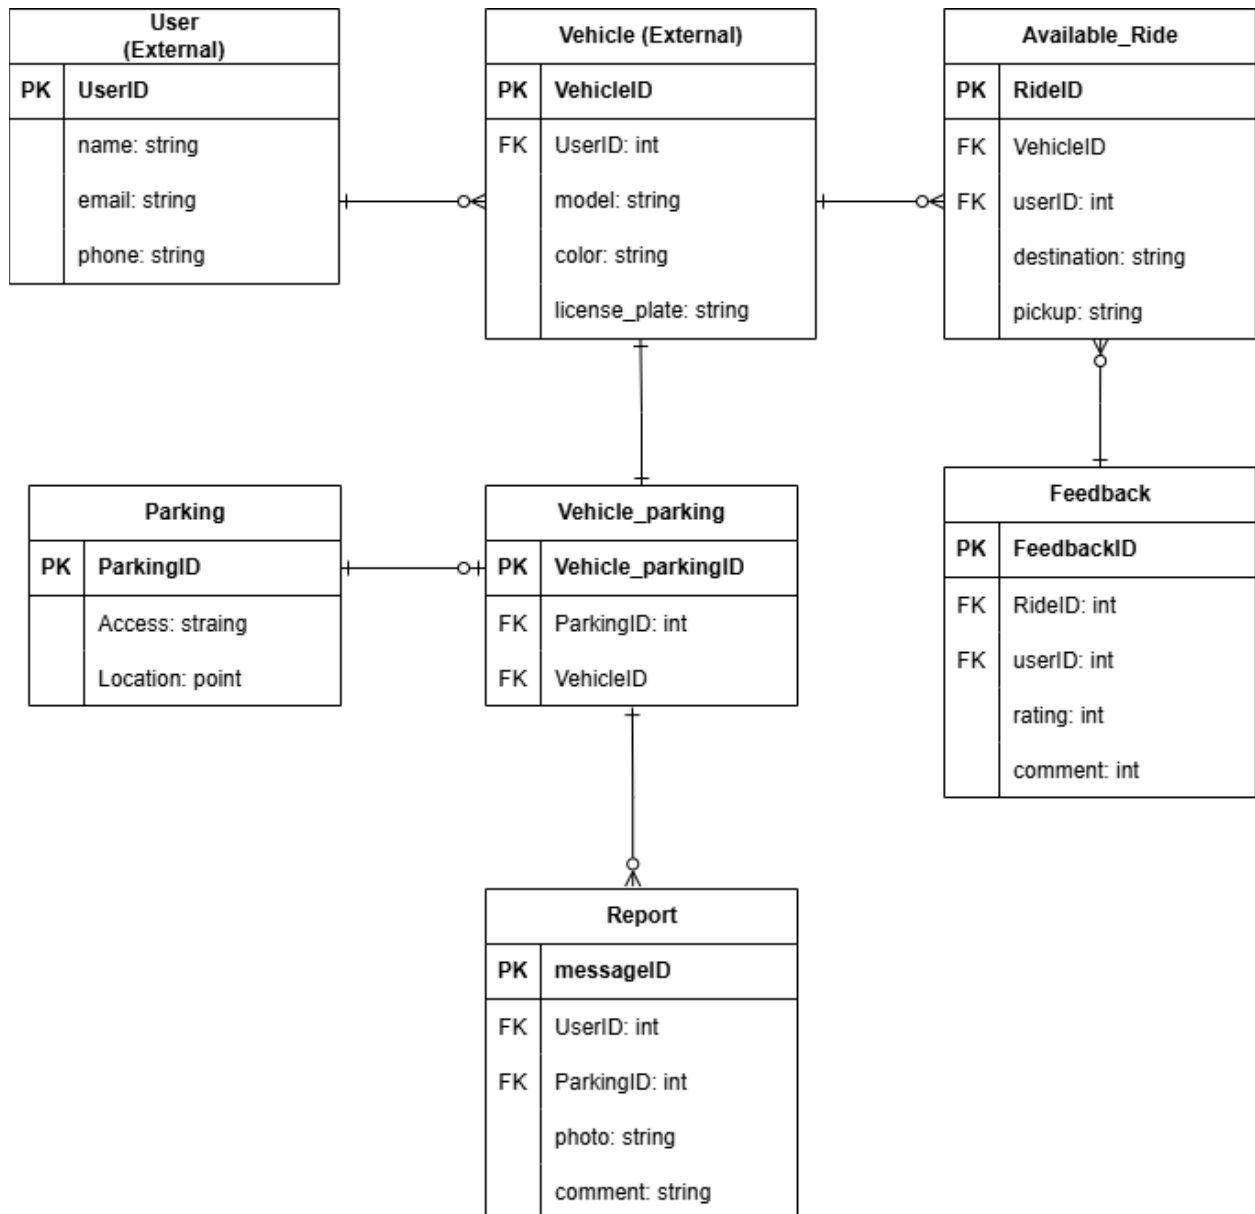 User
(External)
PK UserID
name: string
email: string
phone: string
Vehicle (External)
PK VehicleID
FK UserID: int
model: string
color: string
license_plate: string
Available_Ride
PK RideID
FK VehicleID
FK userID: int
destination: string
pickup: string
Parking
PK ParkingID
Access: straing
Location: point
Vehicle_parking
PK Vehicle_parkingID
FK ParkingID: int
FK VehicleID
Feedback
PK FeedbackID
FK RideID: int
FK userID: int
rating: int
comment: int
Report
PK messageID
FK UserID: int
FK ParkingID: int
photo: string
comment: string